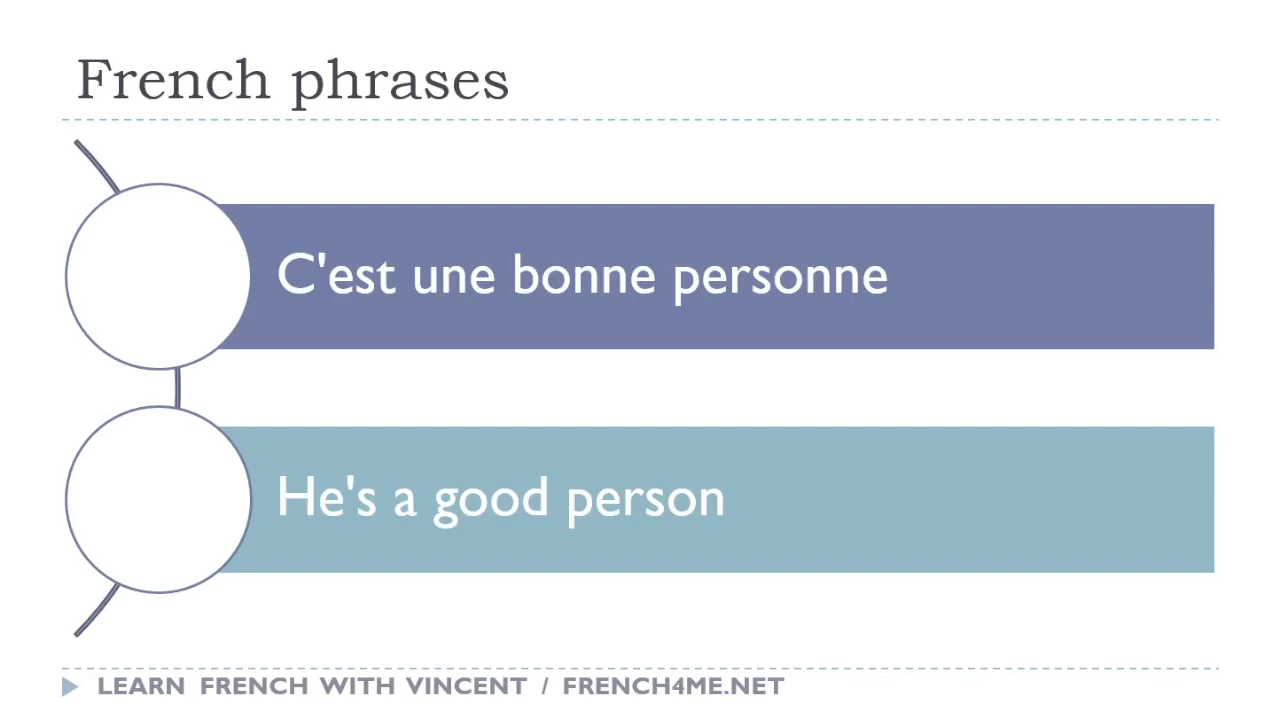 French phrases
C'est une bonne personne
He's a good person
LEARN FRENCH WITH VINCENT / FRENCH4ME.NET